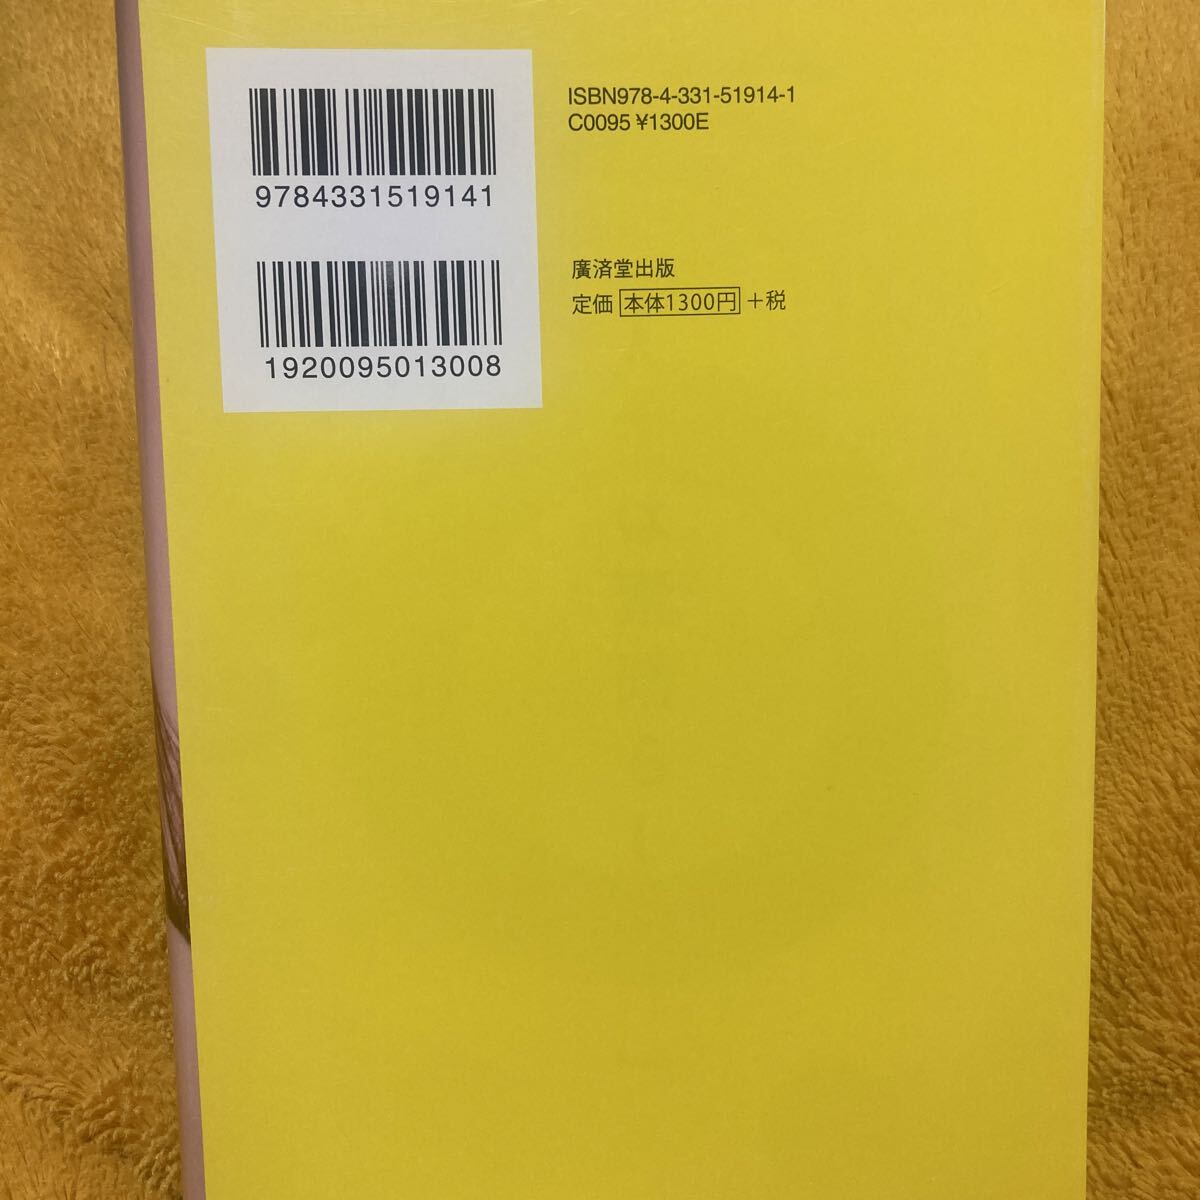 9784331519141
1920095013008
ISBN978-4-331-51914-1
C0095 ¥1300E
廣済堂出版
定価 本体1300円 +税